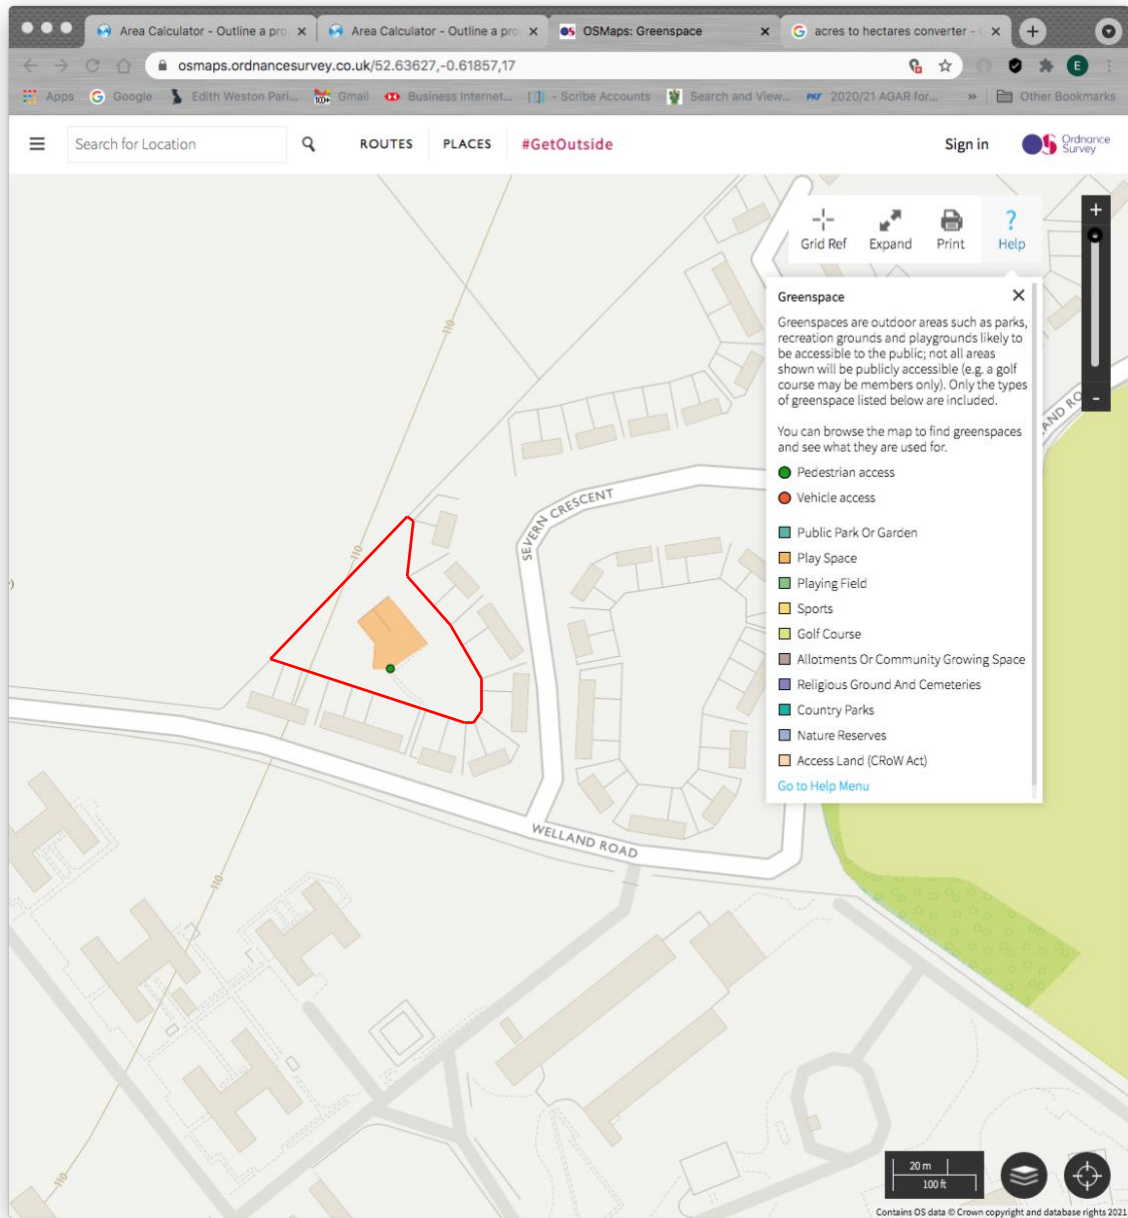 Area Calculator - Outline a pro
Area Calculator - Outline a pro
OSMaps: Greenspace
acres to hectares converter -
osmaps.ordnancesurvey.co.uk/52.63627,-0.61857,17
E
Apps
Google
Edith Weston Pari...
100+
Gmail
Business Internet...
- Scribe Accounts
Search and View...
PKF
2020/21 AGAR for...
»
Other Bookmarks
Search for Location
ROUTES
PLACES
#GetOutside
Sign in
OS
Ordnance
Survey
Grid Ref
Expand
Print
?
Help
+
-
Greenspace
Greenspaces are outdoor areas such as parks,
recreation grounds and playgrounds likely to
be accessible to the public; not all areas
shown will be publicly accessible (e.g. a golf
course may be members only). Only the types
of greenspace listed below are included.
You can browse the map to find greenspaces
and see what they are used for.
Pedestrian access
Vehicle access
Public Park Or Garden
Play Space
Playing Field
Sports
Golf Course
Allotments Or Community Growing Space
Religious Ground And Cemeteries
Country Parks
Nature Reserves
Access Land (CRoW Act)
Go to Help Menu
110
SEVERN CRESCENT
110
WELLAND ROAD
LAND RO
110
110
20 m
100 ft
Contains OS data © Crown copyright and database rights 2021